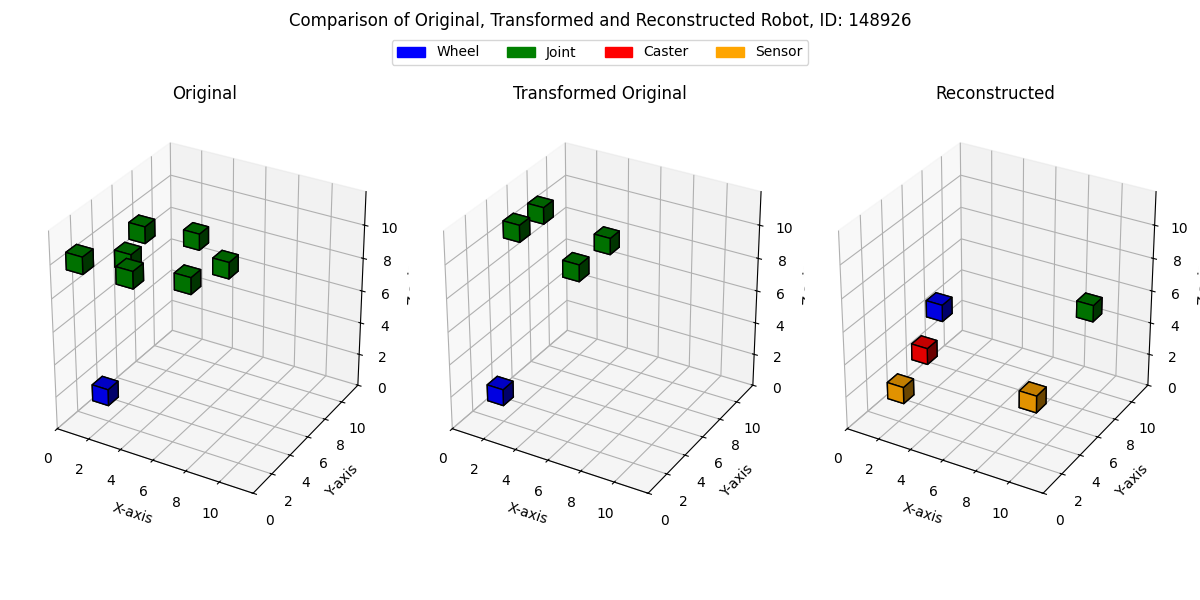 Comparison of Original, Transformed and Reconstructed Robot, ID: 148926
Wheel Joint Caster Sensor
Original
Transformed Original
Reconstructed
10
8
6
4
2
0
0 2 4 6 8 10
X-axis
0 2 4 6 8 10
Y-axis
10
8
6
4
2
0
0 2 4 6 8 10
X-axis
0 2 4 6 8 10
Y-axis
10
8
6
4
2
0
0 2 4 6 8 10
X-axis
0 2 4 6 8 10
Y-axis